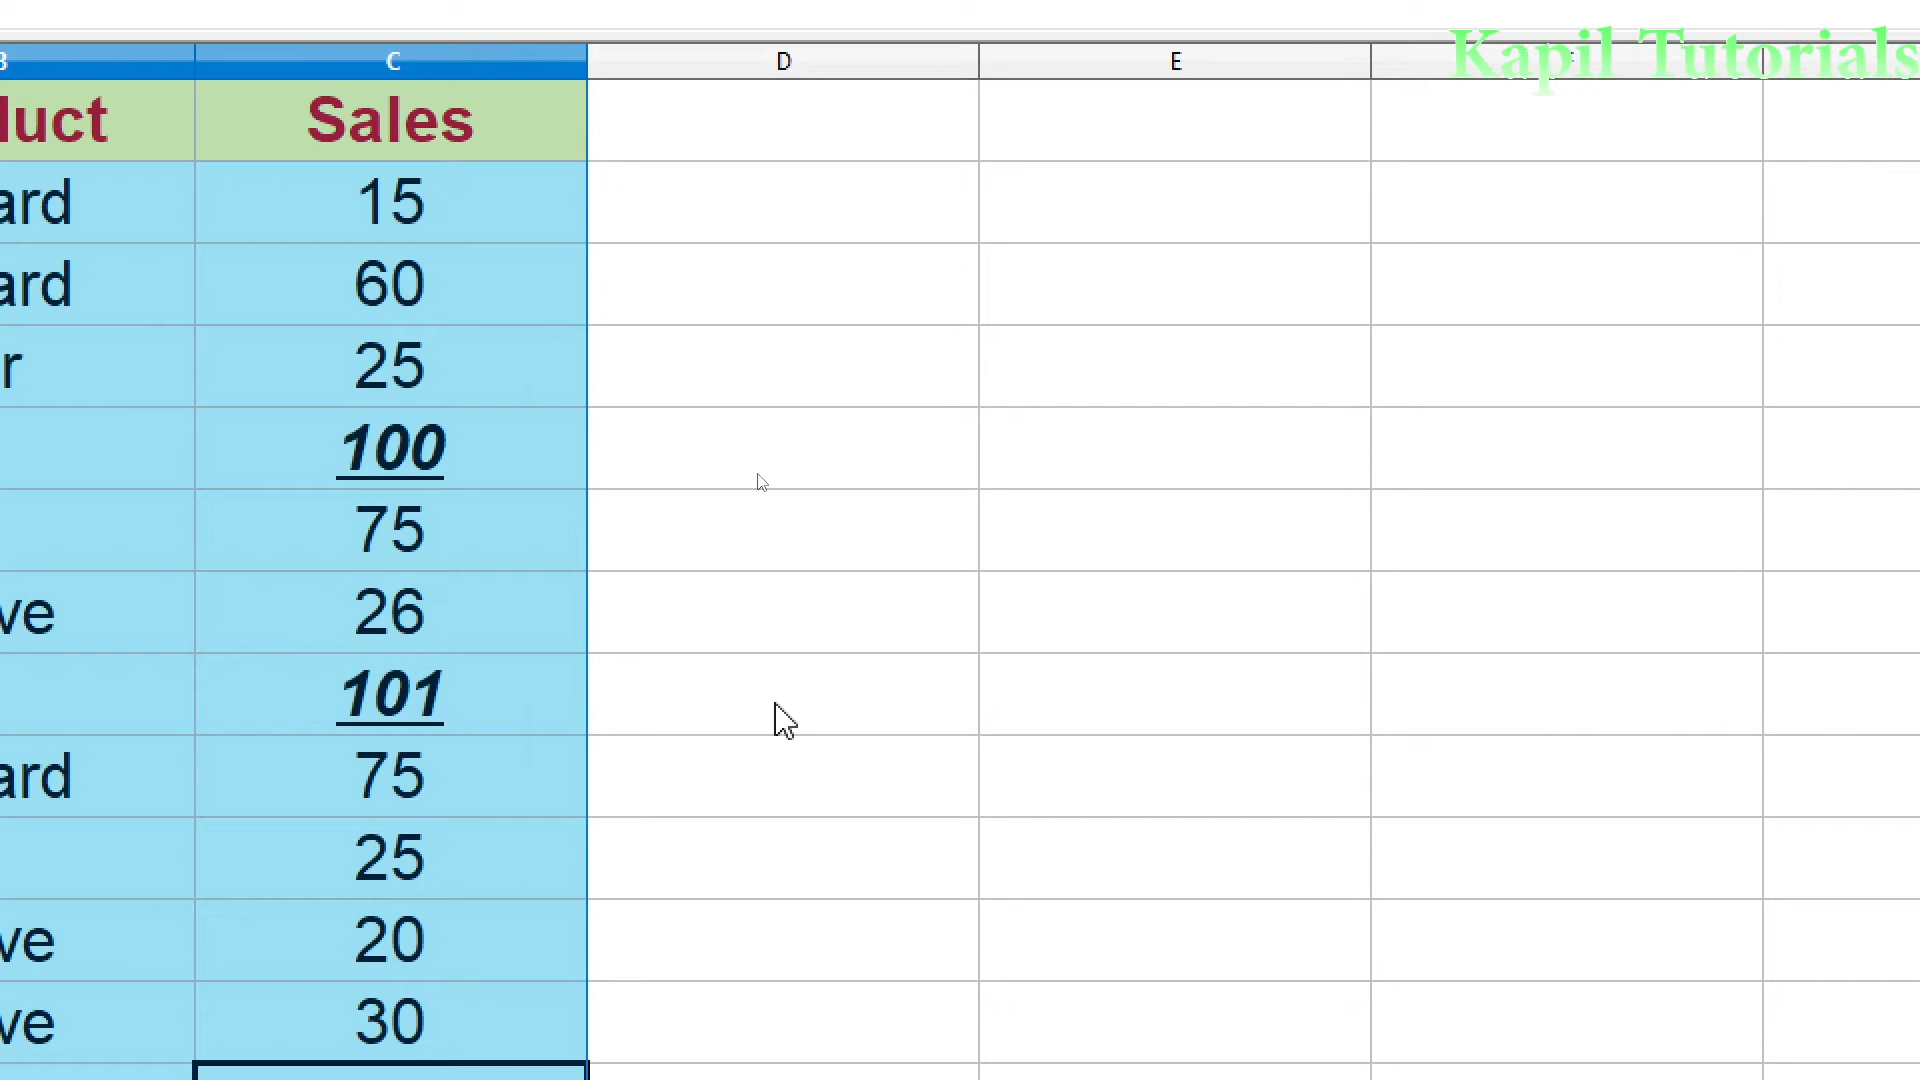 B C D E F
duct Sales
ard 15
ard 60
r 25
100
75
ve 26
101
ard 75
25
ve 20
ve 30
Kapil Tutorials